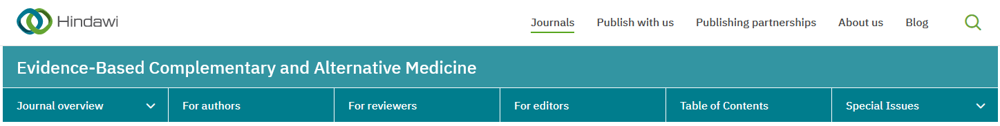 Hindawi
Journals Publish with us Publishing partnerships About us Blog
Evidence-Based Complementary and Alternative Medicine
Journal overview For authors For reviewers For editors Table of Contents Special Issues